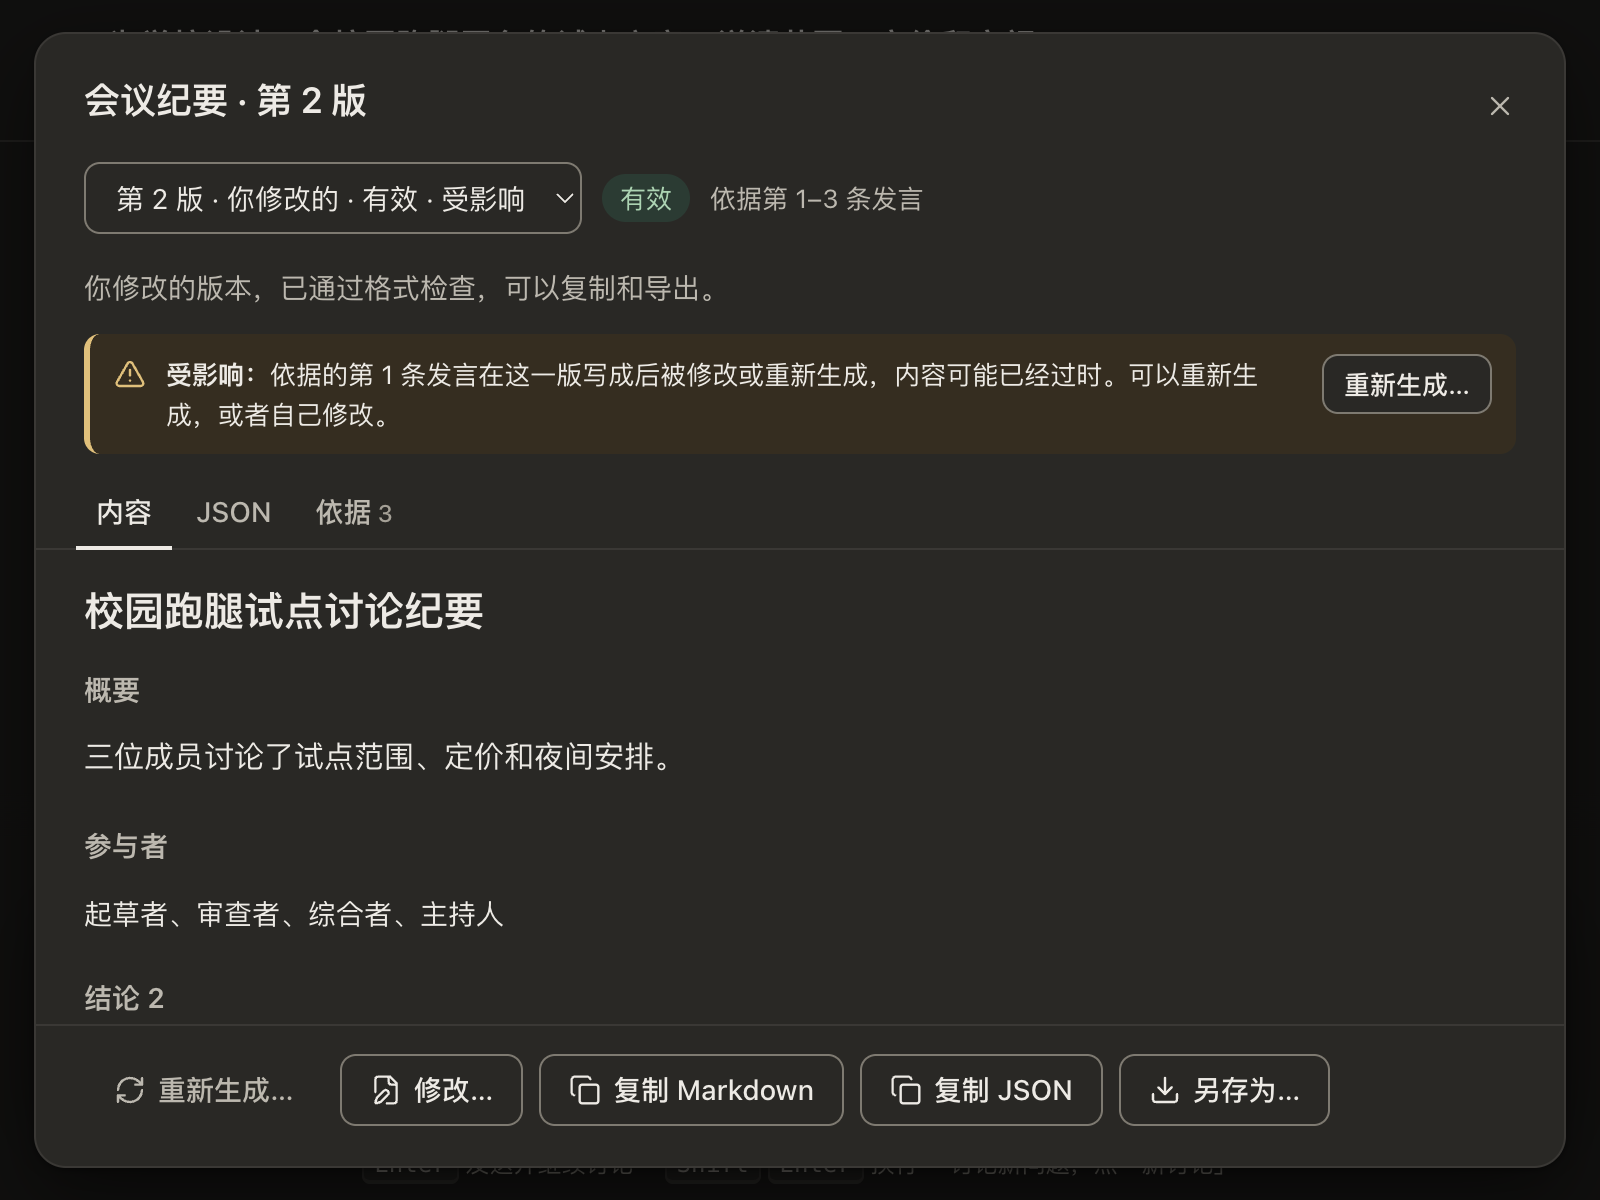 会议纪要 · 第 2 版
第 2 版 · 你修改的 · 有效 · 受影响
有效
依据第 1–3 条发言
你修改的版本，已通过格式检查，可以复制和导出。
受影响：依据的第 1 条发言在这一版写成后被修改或重新生成，内容可能已经过时。可以重新生
成，或者自己修改。
重新生成...
内容
JSON
依据 3
校园跑腿试点讨论纪要
概要
三位成员讨论了试点范围、定价和夜间安排。
参与者
起草者、审查者、综合者、主持人
结论 2
重新生成...
修改...
复制 Markdown
复制 JSON
另存为...